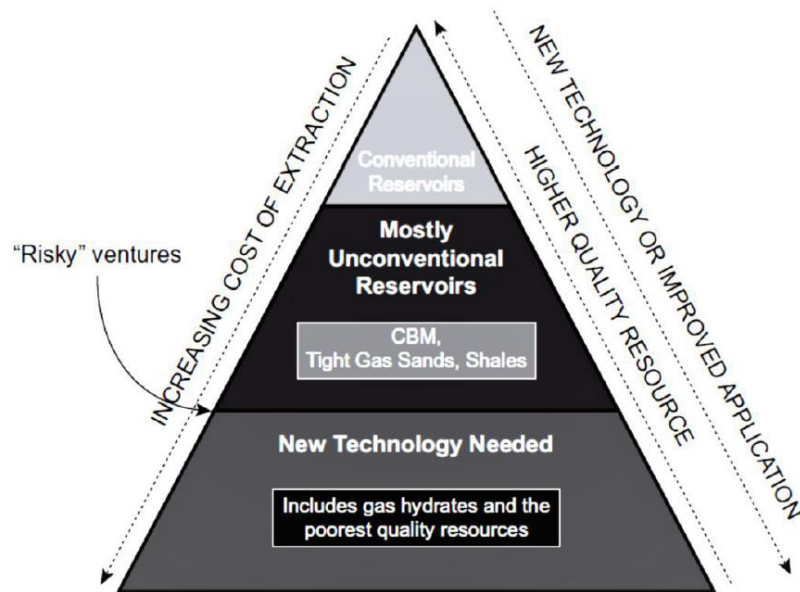 Conventional
Reservoirs
Mostly
Unconventional
Reservoirs
CBM,
Tight Gas Sands, Shales
New Technology Needed
Includes gas hydrates and the
poorest quality resources
“Risky” ventures
INCREASING COST OF EXTRACTION
HIGHER QUALITY RESOURCE
NEW TECHNOLOGY OR IMPROVED APPLICATION